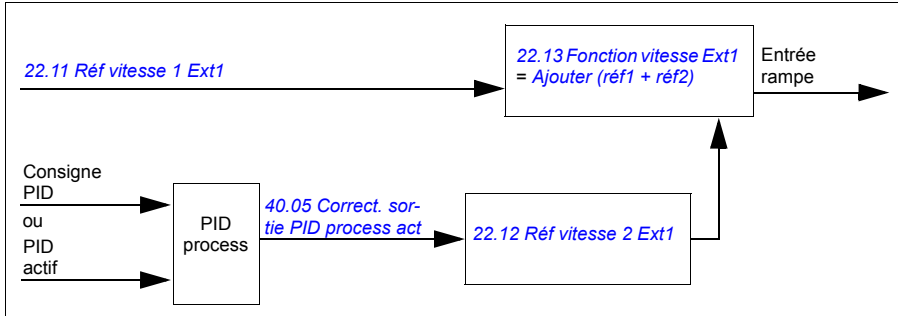 22.11 Réf vitesse 1 Ext1
22.13 Fonction vitesse Ext1
= Ajouter (réf1 + réf2)
Entrée
rampe
Consigne
PID
ou
PID
actif
PID
process
40.05 Correct. sor-
tie PID process act
22.12 Réf vitesse 2 Ext1